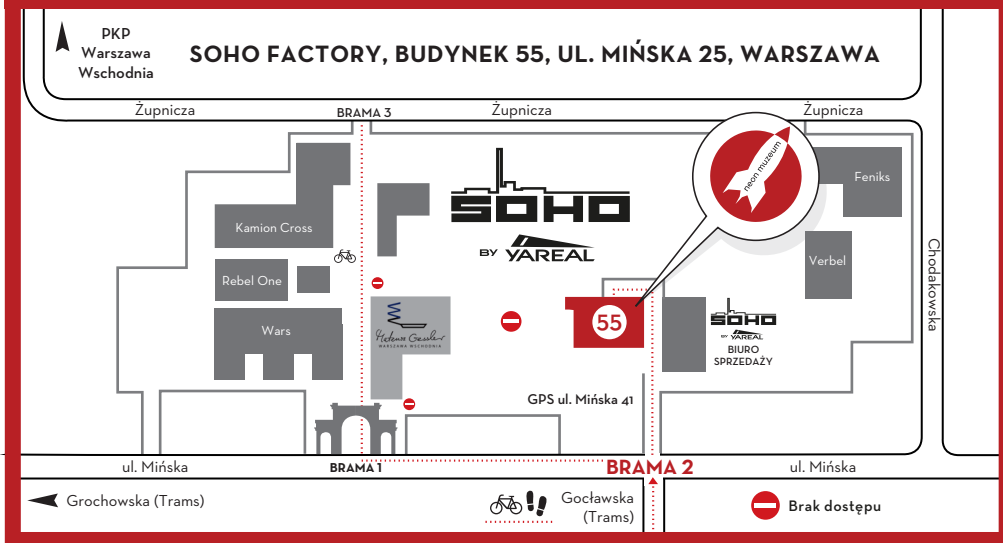 PKP
Warszawa
Wschodnia
SOHO FACTORY, BUDYNEK 55, UL. MIŃSKA 25, WARSZAWA
Żupnicza
BRAMA 3
Żupnicza
Żupnicza
neon muzeum
Feniks
SOHO
BY YAREAL
Kamion Cross
Chodakowska
Verbel
Rebel One
55
SOHO
BY YAREAL
BIURO
SPRZEDAŻY
Wars
Mateusz Gessler
WARSZAWA WSCHODNIA
GPS ul. Mińska 41
ul. Mińska
BRAMA 1
BRAMA 2
ul. Mińska
Grochowska (Trams)
Gocławska
(Trams)
Brak dostępu